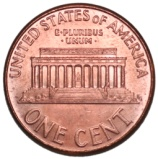 UNITED STATES OF AMERICA
E·PLURIBUS
UNUM
ONE CENT